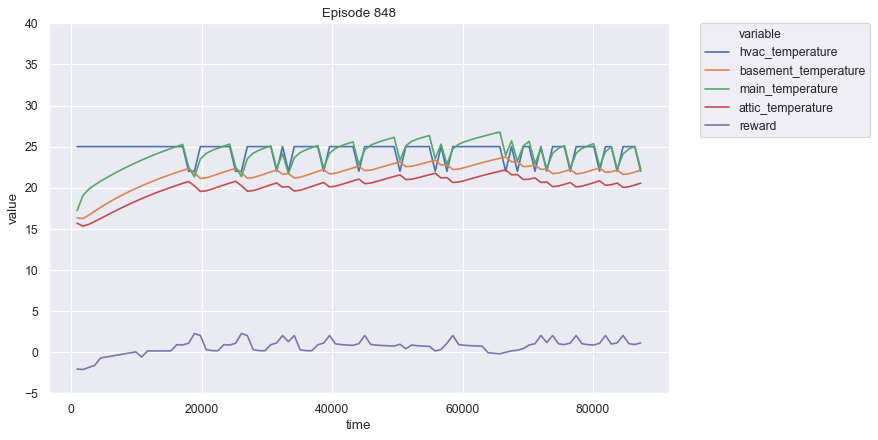 Episode 848
value
40
35
30
25
20
15
10
5
0
−5
0 20000 40000 60000 80000
time
variable
hvac_temperature
basement_temperature
main_temperature
attic_temperature
reward